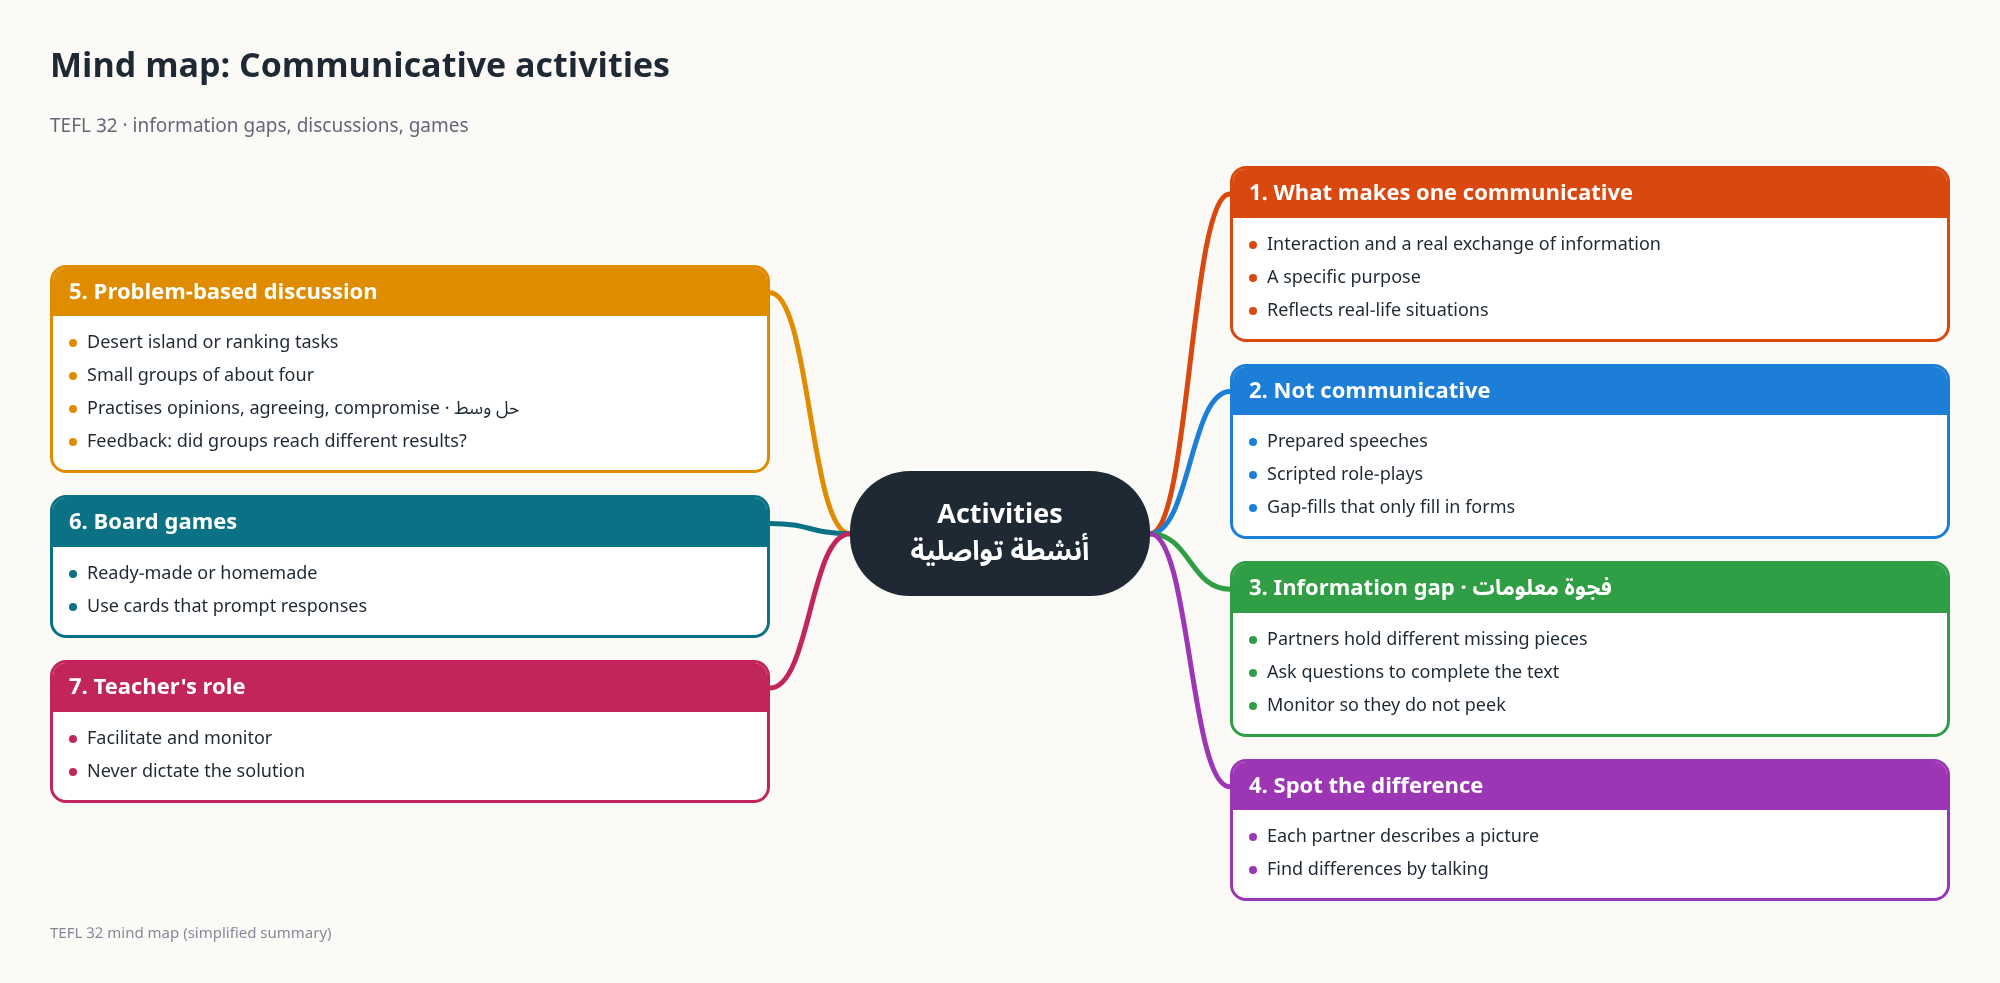 Mind map: Communicative activities
TEFL 32 · information gaps, discussions, games
Activities
أنشطة تواصلية
1. What makes one communicative
Interaction and a real exchange of information
A specific purpose
Reflects real-life situations
2. Not communicative
Prepared speeches
Scripted role-plays
Gap-fills that only fill in forms
3. Information gap · فجوة معلومات
Partners hold different missing pieces
Ask questions to complete the text
Monitor so they do not peek
4. Spot the difference
Each partner describes a picture
Find differences by talking
5. Problem-based discussion
Desert island or ranking tasks
Small groups of about four
Practises opinions, agreeing, compromise · حل وسط
Feedback: did groups reach different results?
6. Board games
Ready-made or homemade
Use cards that prompt responses
7. Teacher's role
Facilitate and monitor
Never dictate the solution
TEFL 32 mind map (simplified summary)